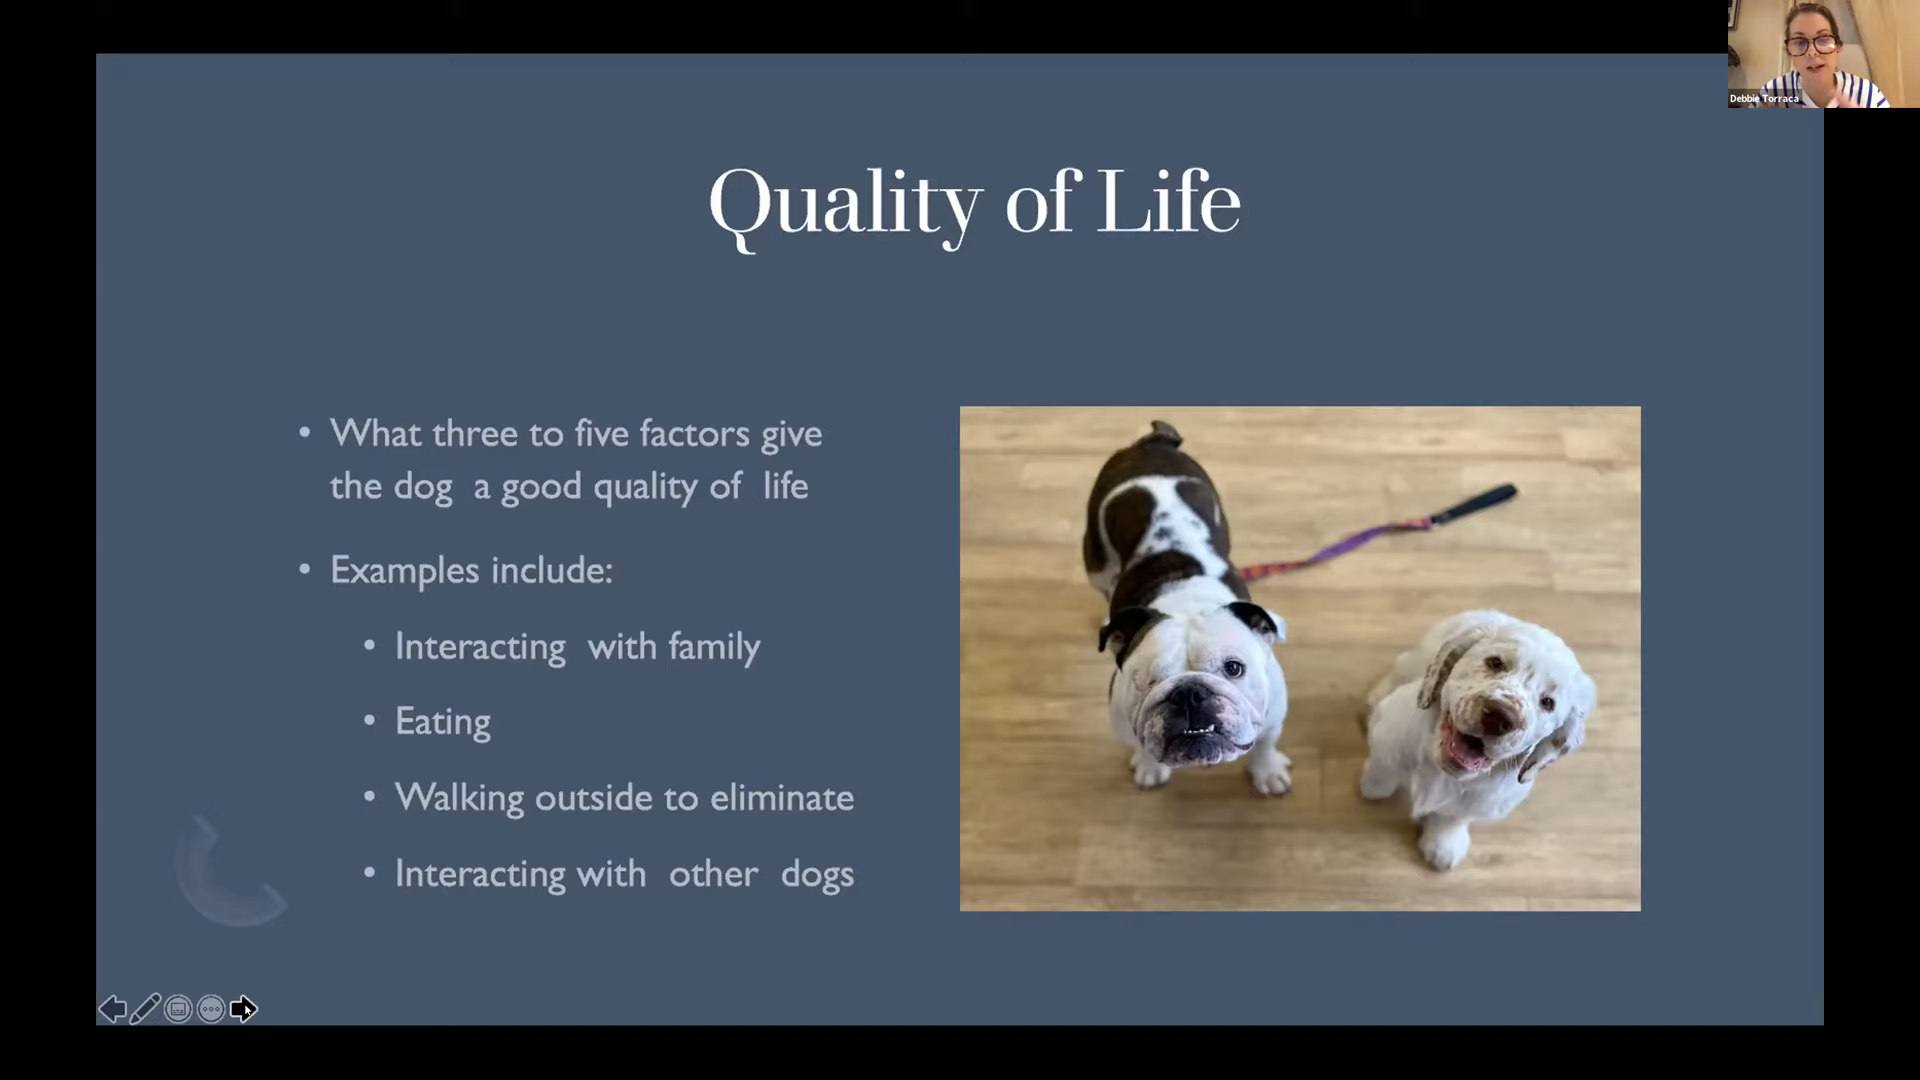 Debbie Torraca
Quality of Life
• What three to five factors give
the dog a good quality of life
• Examples include:
• Interacting with family
• Eating
• Walking outside to eliminate
• Interacting with other dogs